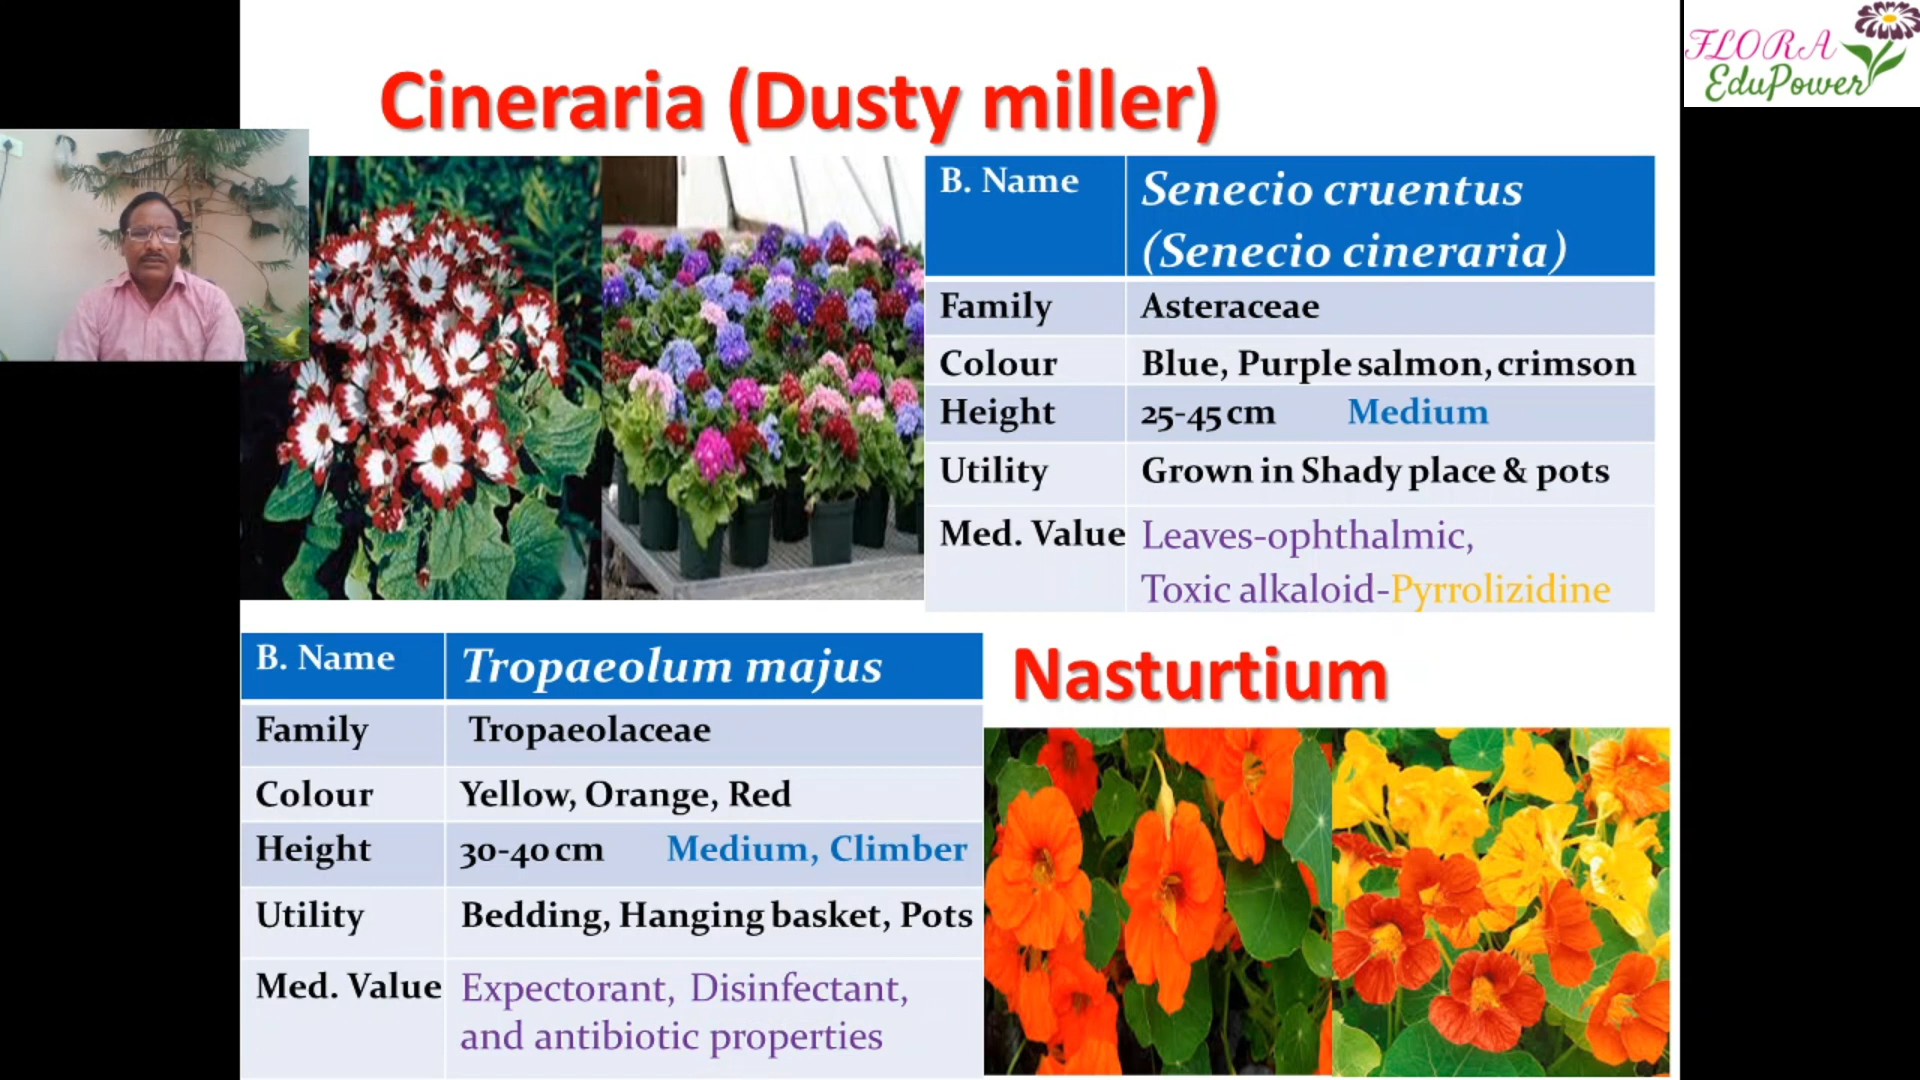 FLORA
EduPower
Cineraria (Dusty miller)
B. Name Senecio cruentus
(Senecio cineraria)
Family Asteraceae
Colour Blue, Purple salmon, crimson
Height 25-45 cm Medium
Utility Grown in Shady place & pots
Med. Value Leaves-ophthalmic,
Toxic alkaloid-Pyrrolizidine
Nasturtium
B. Name Tropaeolum majus
Family Tropaeolaceae
Colour Yellow, Orange, Red
Height 30-40 cm Medium, Climber
Utility Bedding, Hanging basket, Pots
Med. Value Expectorant, Disinfectant,
and antibiotic properties